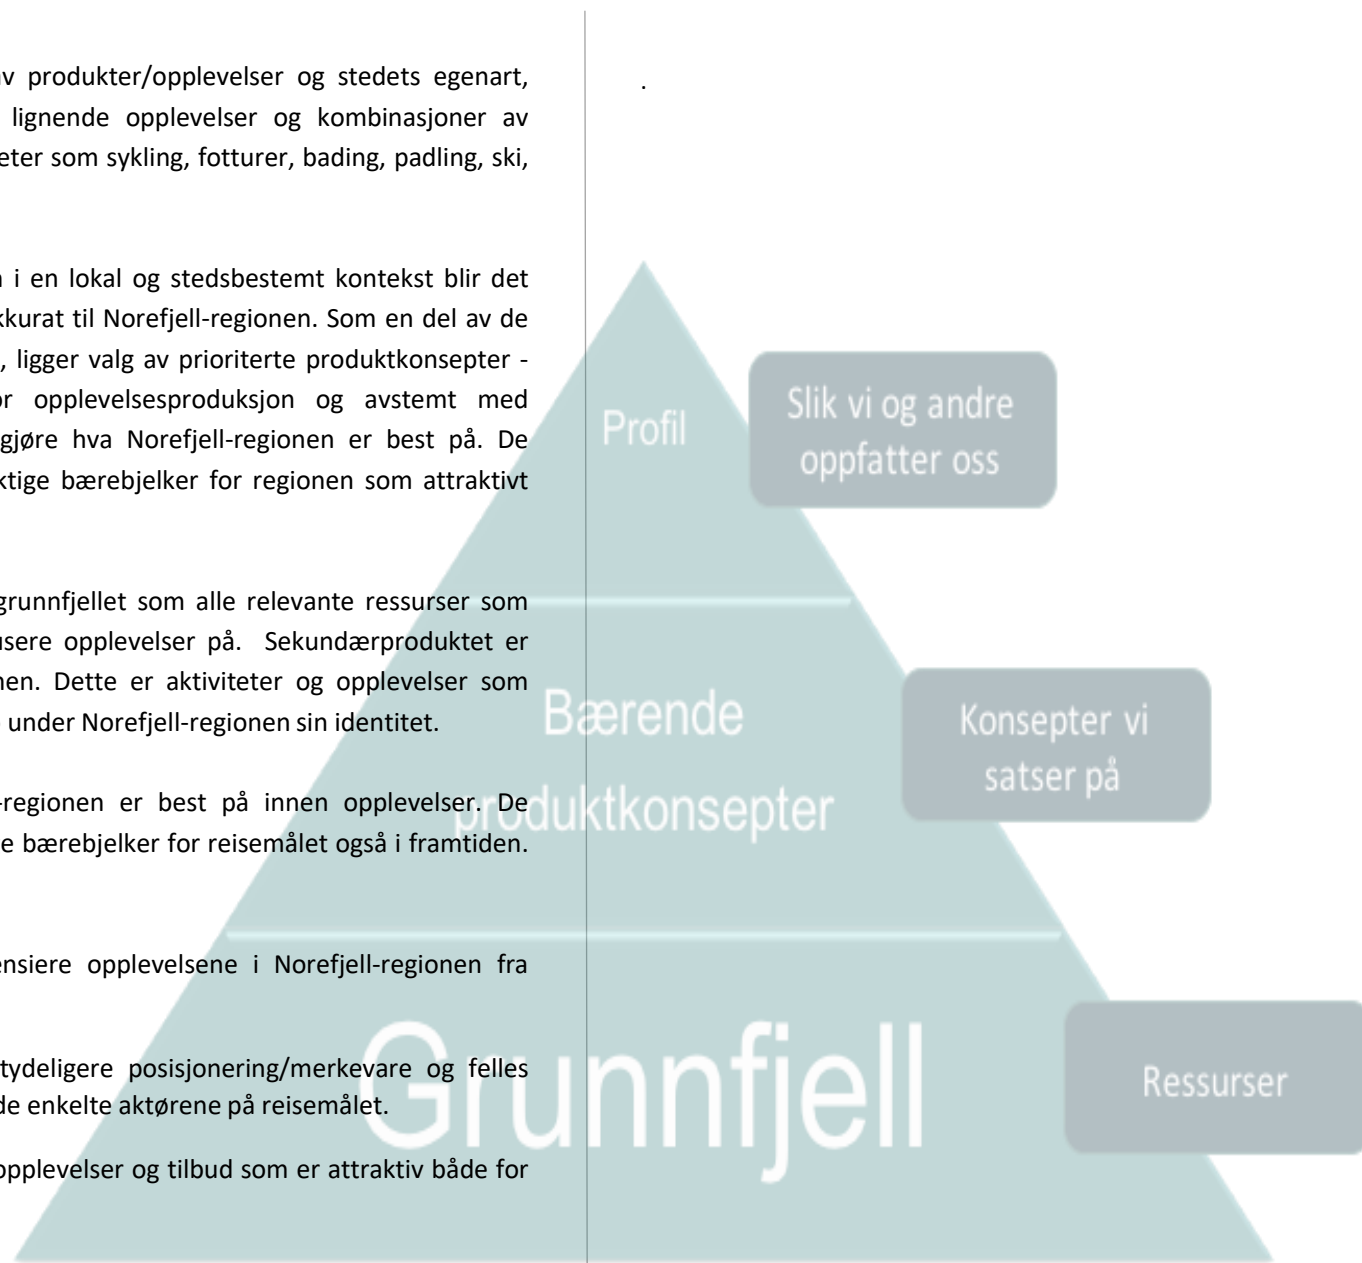 av produkter/opplevelser og stedets egenart,
lignende opplevelser og kombinasjoner av
eter som sykling, fotturer, bading, padling, ski,
i en lokal og stedsbestemt kontekst blir det
kkurat til Norefjell-regionen. Som en del av de
, ligger valg av prioriterte produktkonsepter -
or opplevelsesproduksjon og avstemt med
gjøre hva Norefjell-regionen er best på. De
ktige bærebjelker for regionen som attraktivt
grunnfjellet som alle relevante ressurser som
usere opplevelser på. Sekundærproduktet er
nen. Dette er aktiviteter og opplevelser som
under Norefjell-regionen sin identitet.
-regionen er best på innen opplevelser. De
e bærebjelker for reisemålet også i framtiden.
ensiere opplevelsene i Norefjell-regionen fra
tydeligere posisjonering/merkevare og felles
de enkelte aktørene på reisemålet.
opplevelser og tilbud som er attraktiv både for
.
Profil
Slik vi og andre
oppfatter oss
Bærende
produktkonsepter
Konsepter vi
satser på
Grunnfjell
Ressurser